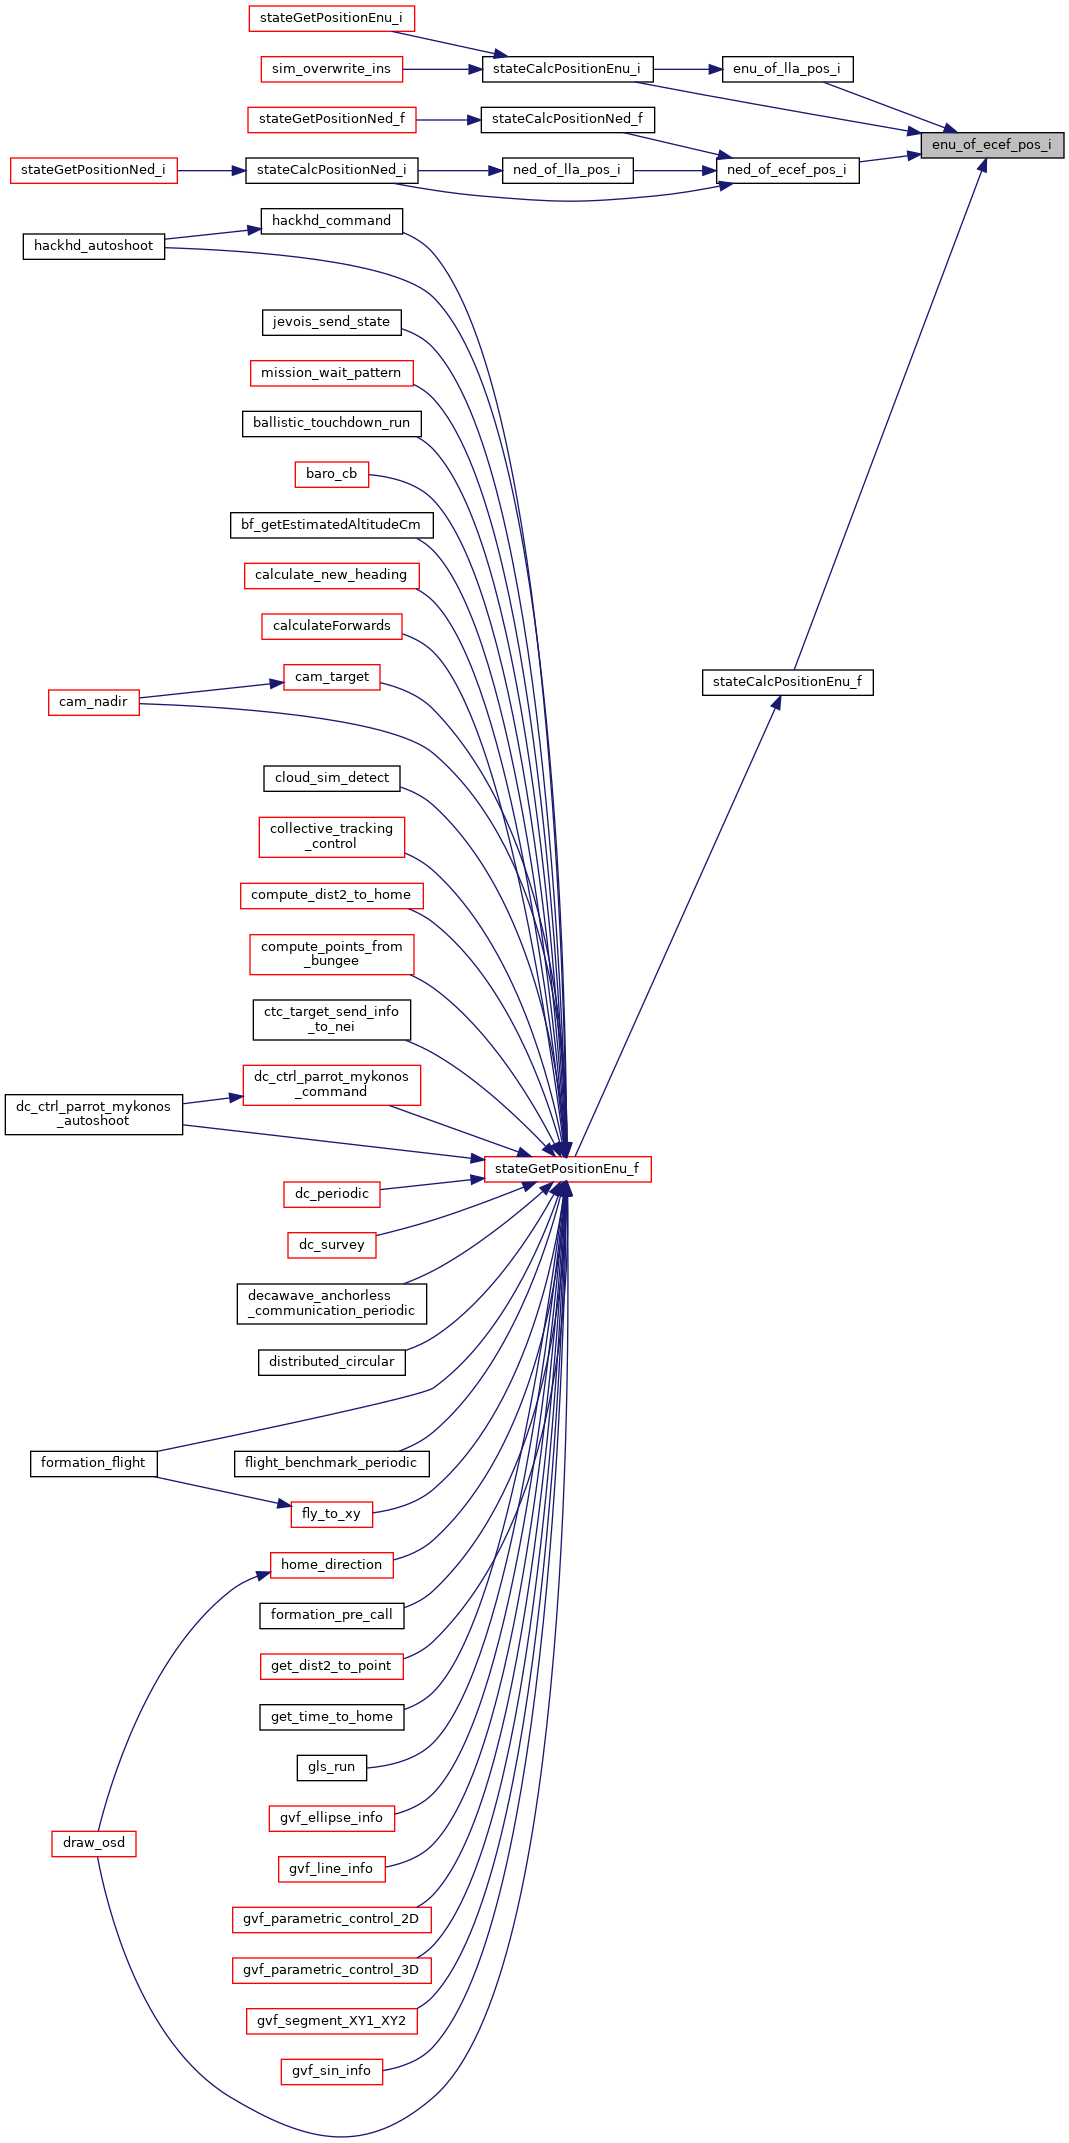 stateGetPositionEnu_i
sim_overwrite_ins
stateCalcPositionEnu_i
enu_of_lla_pos_i
stateGetPositionNed_f
stateCalcPositionNed_f
enu_of_ecef_pos_i
stateGetPositionNed_i
stateCalcPositionNed_i
ned_of_lla_pos_i
ned_of_ecef_pos_i
hackhd_command
hackhd_autoshoot
jevois_send_state
mission_wait_pattern
ballistic_touchdown_run
baro_cb
bf_getEstimatedAltitudeCm
calculate_new_heading
calculateForwards
cam_target
cam_nadir
stateCalcPositionEnu_f
cloud_sim_detect
collective_tracking
_control
compute_dist2_to_home
compute_points_from
_bungee
ctc_target_send_info
_to_nei
dc_ctrl_parrot_mykonos
_command
dc_ctrl_parrot_mykonos
_autoshoot
stateGetPositionEnu_f
dc_periodic
dc_survey
decawave_anchorless
_communication_periodic
distributed_circular
formation_flight
flight_benchmark_periodic
fly_to_xy
home_direction
formation_pre_call
get_dist2_to_point
get_time_to_home
gls_run
gvf_ellipse_info
draw_osd
gvf_line_info
gvf_parametric_control_2D
gvf_parametric_control_3D
gvf_segment_XY1_XY2
gvf_sin_info